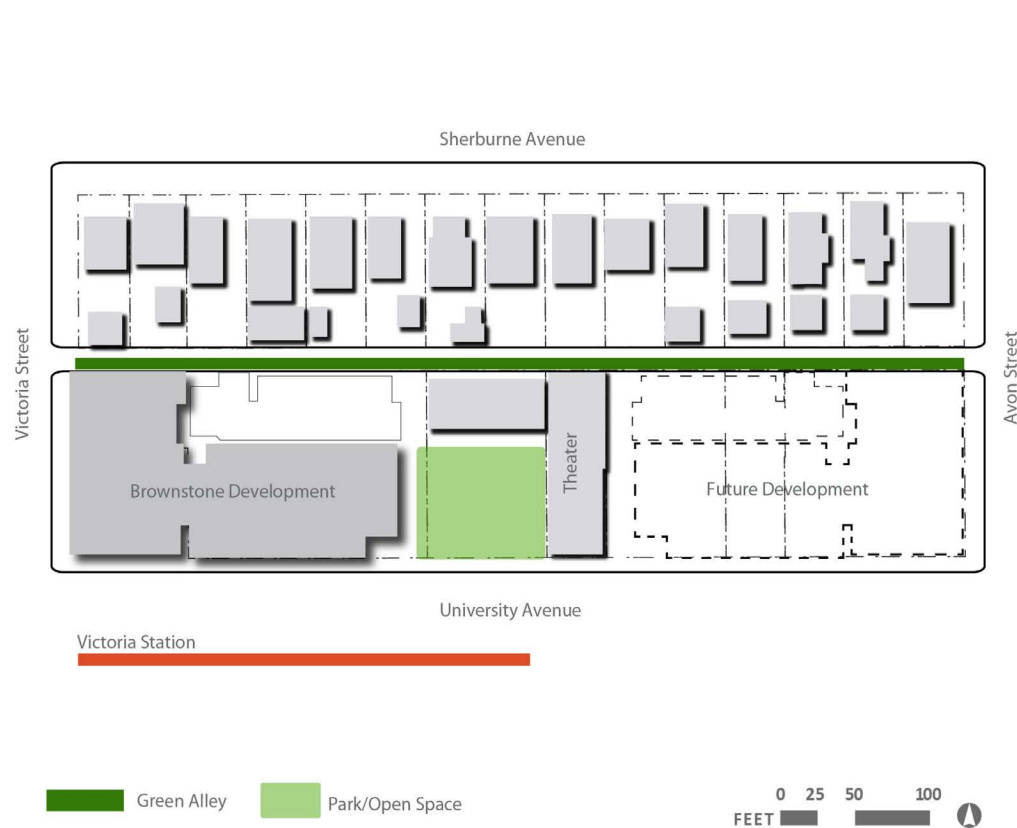 Sherburne Avenue
Victoria Street
Avon Street
Brownstone Development
Theater
Future Development
University Avenue
Victoria Station
Green Alley
Park/Open Space
0 25 50 100
FEET